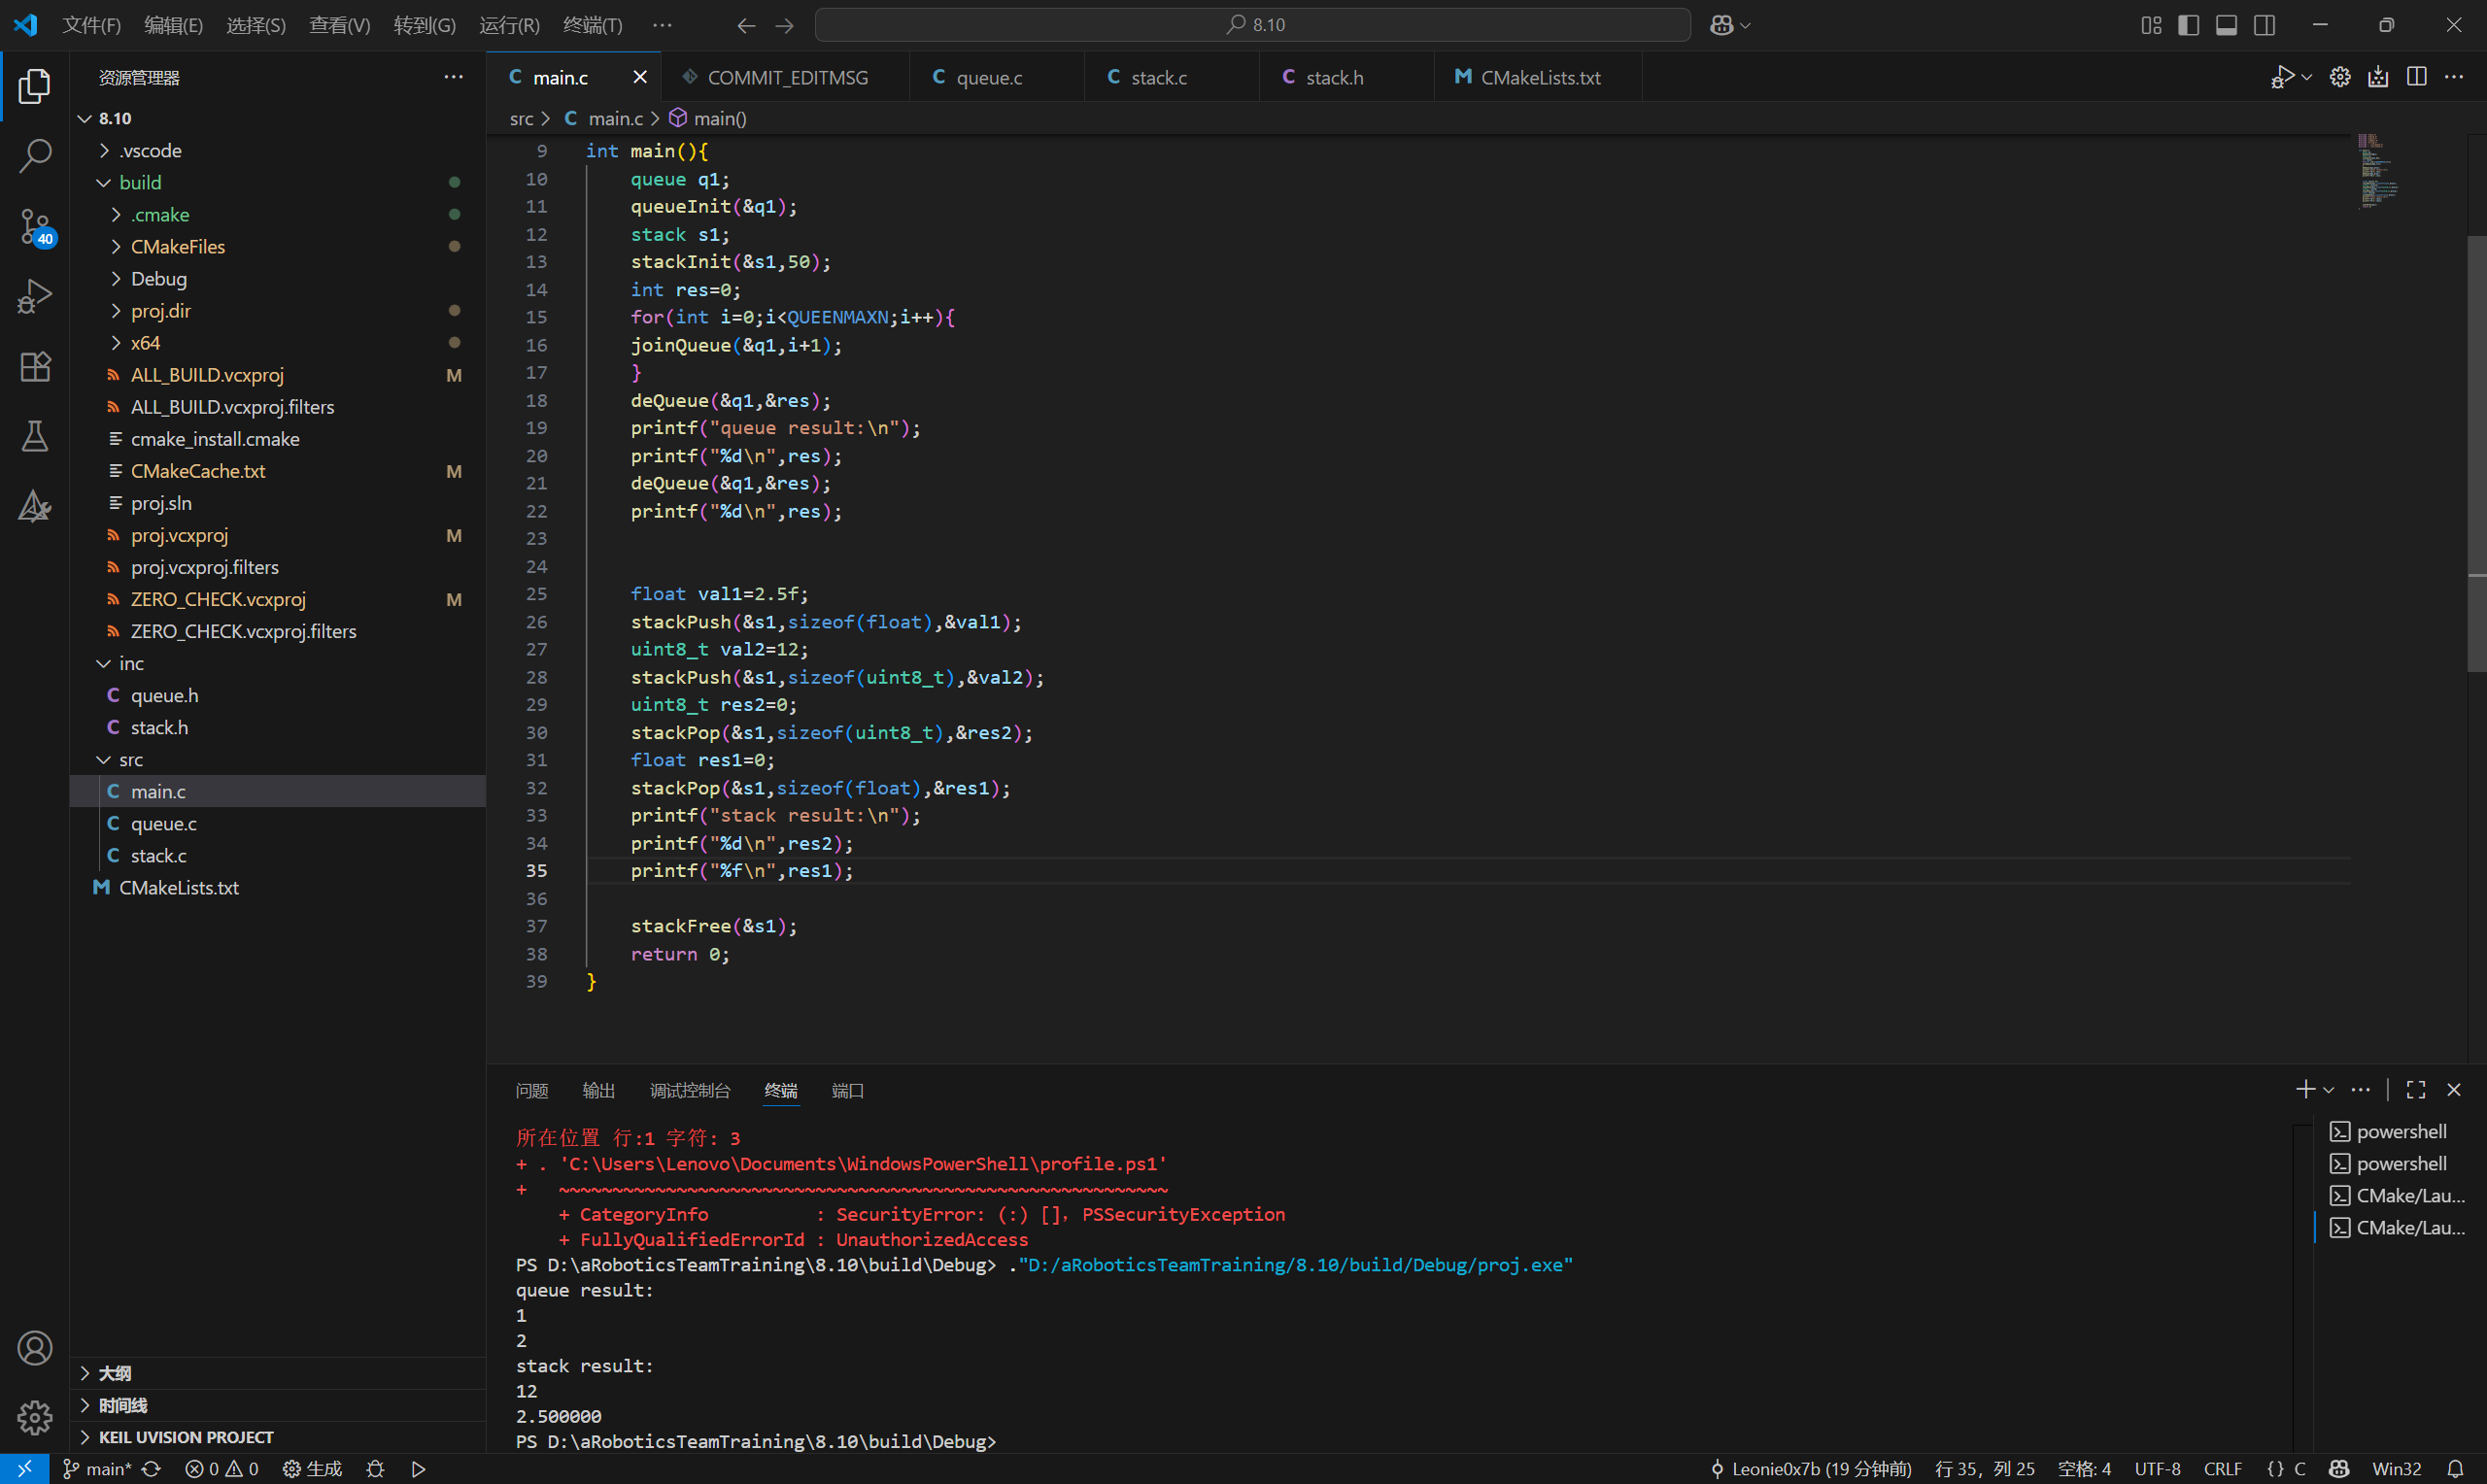 文件(F) 编辑(E) 选择(S) 查看(V) 转到(G) 运行(R) 终端(T) ··· 8.10
资源管理器 ···
8.10
.vscode
build
.cmake
CMakeFiles
Debug
proj.dir
x64
ALL_BUILD.vcxproj M
ALL_BUILD.vcxproj.filters
cmake_install.cmake
CMakeCache.txt M
proj.sln
proj.vcxproj M
proj.vcxproj.filters
ZERO_CHECK.vcxproj M
ZERO_CHECK.vcxproj.filters
inc
C queue.h
C stack.h
src
C main.c
C queue.c
C stack.c
M CMakeLists.txt
大纲
时间线
KEIL UVISION PROJECT
40
C main.c COMMIT_EDITMSG C queue.c C stack.c C stack.h M CMakeLists.txt
src > C main.c > main()
9 int main(){
10 queue q1;
11 queueInit(&q1);
12 stack s1;
13 stackInit(&s1,50);
14 int res=0;
15 for(int i=0;i<QUEENMAXN;i++){
16 joinQueue(&q1,i+1);
17 }
18 deQueue(&q1,&res);
19 printf("queue result:\n");
20 printf("%d\n",res);
21 deQueue(&q1,&res);
22 printf("%d\n",res);
23
24
25 float val1=2.5f;
26 stackPush(&s1,sizeof(float),&val1);
27 uint8_t val2=12;
28 stackPush(&s1,sizeof(uint8_t),&val2);
29 uint8_t res2=0;
30 stackPop(&s1,sizeof(uint8_t),&res2);
31 float res1=0;
32 stackPop(&s1,sizeof(float),&res1);
33 printf("stack result:\n");
34 printf("%d\n",res2);
35 printf("%f\n",res1);
36
37 stackFree(&s1);
38 return 0;
39 }
问题 输出 调试控制台 终端 端口
所在位置 行:1 字符: 3
+ . 'C:\Users\Lenovo\Documents\WindowsPowerShell\profile.ps1'
+ ~~~~~~~~~~~~~~~~~~~~~~~~~~~~~~~~~~~~~~~~~~~~~~~~~~~~~~~~~
+ CategoryInfo : SecurityError: (:) []，PSSecurityException
+ FullyQualifiedErrorId : UnauthorizedAccess
PS D:\aRoboticsTeamTraining\8.10\build\Debug> ."D:/aRoboticsTeamTraining/8.10/build/Debug/proj.exe"
queue result:
1
2
stack result:
12
2.500000
PS D:\aRoboticsTeamTraining\8.10\build\Debug>
powershell
powershell
CMake/Lau...
CMake/Lau...
main* 0 0 生成 Leonie0x7b (19 分钟前) 行 35，列 25 空格: 4 UTF-8 CRLF {} C Win32